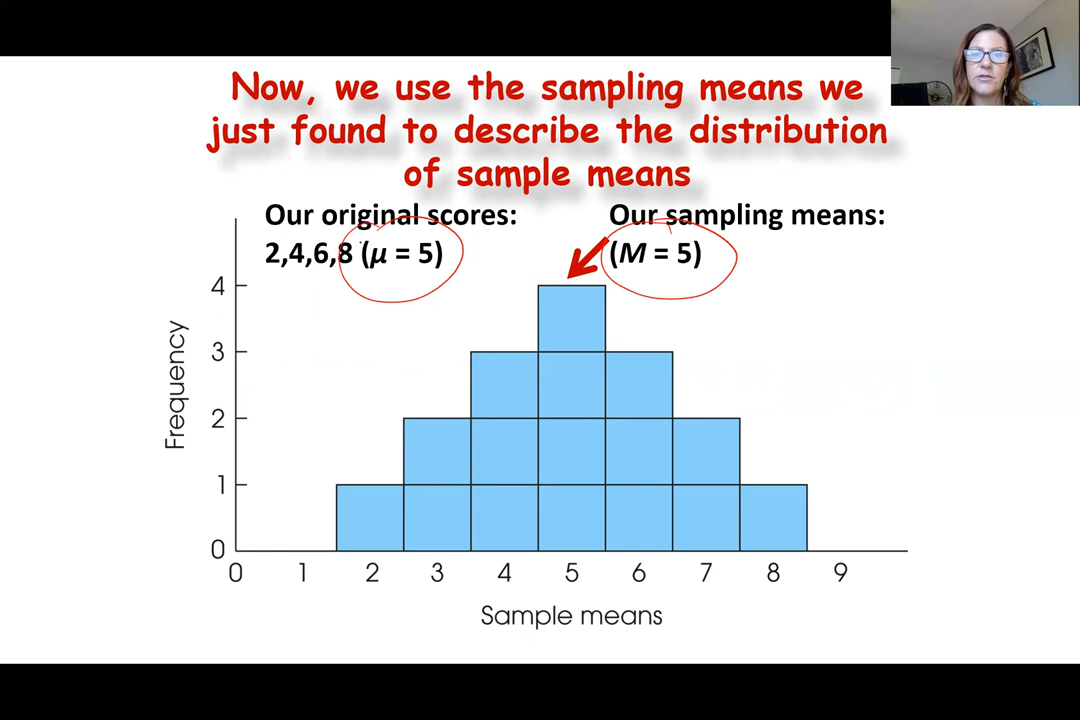 Now, we use the sampling means we
just found to describe the distribution
of sample means
Our original scores:
2,4,6,8 (μ = 5)
Our sampling means:
(M = 5)
Frequency
4
3
2
1
0
0 1 2 3 4 5 6 7 8 9
Sample means